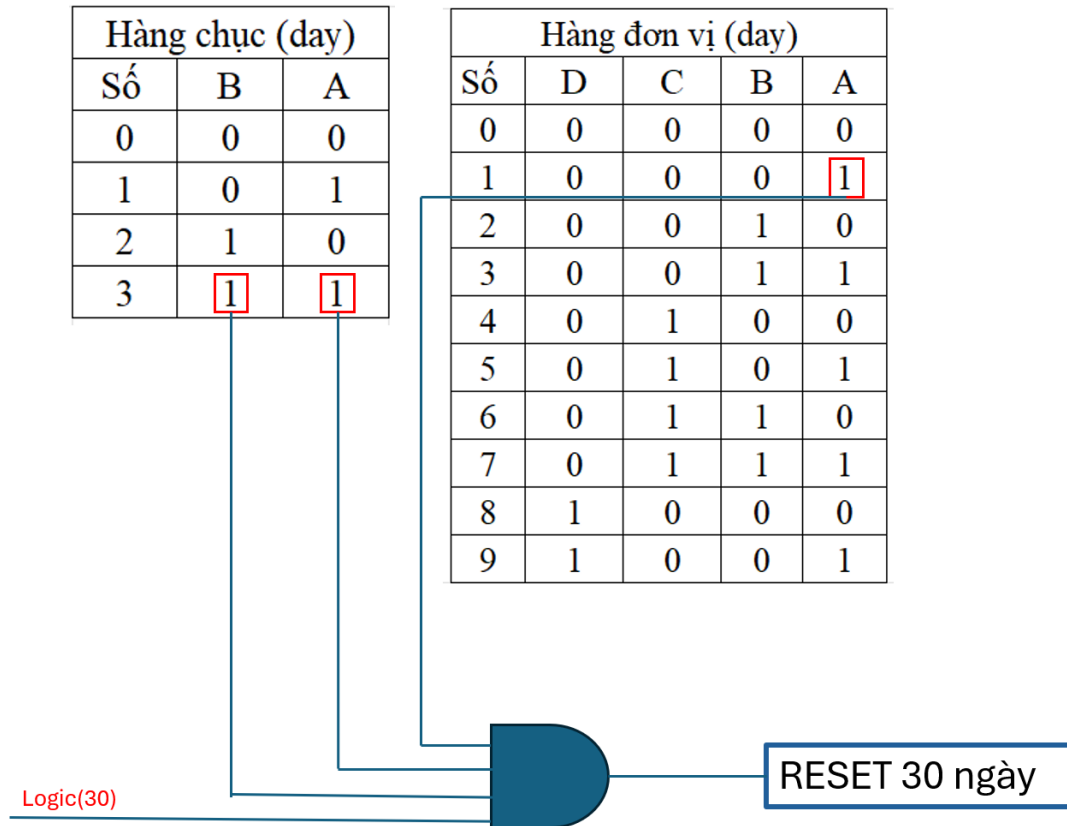 Hàng chục (day)
Số B A
0 0 0
1 0 1
2 1 0
3 1 1
Hàng đơn vị (day)
Số D C B A
0 0 0 0 0
1 0 0 0 1
2 0 0 1 0
3 0 0 1 1
4 0 1 0 0
5 0 1 0 1
6 0 1 1 0
7 0 1 1 1
8 1 0 0 0
9 1 0 0 1
RESET 30 ngày
Logic(30)